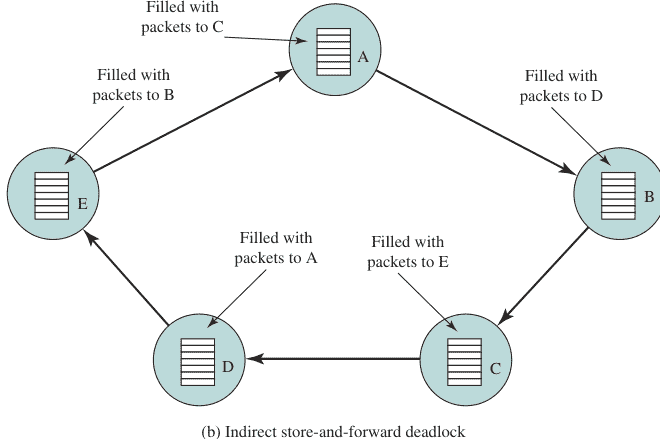 Filled with
packets to C
A
Filled with
packets to B
Filled with
packets to D
E
B
Filled with
packets to A
Filled with
packets to E
D
C
(b) Indirect store-and-forward deadlock